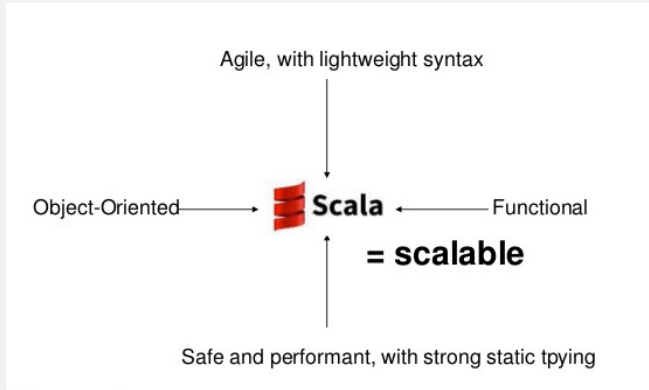 Agile, with lightweight syntax
Object-Oriented Scala Functional
= scalable
Safe and performant, with strong static tpying